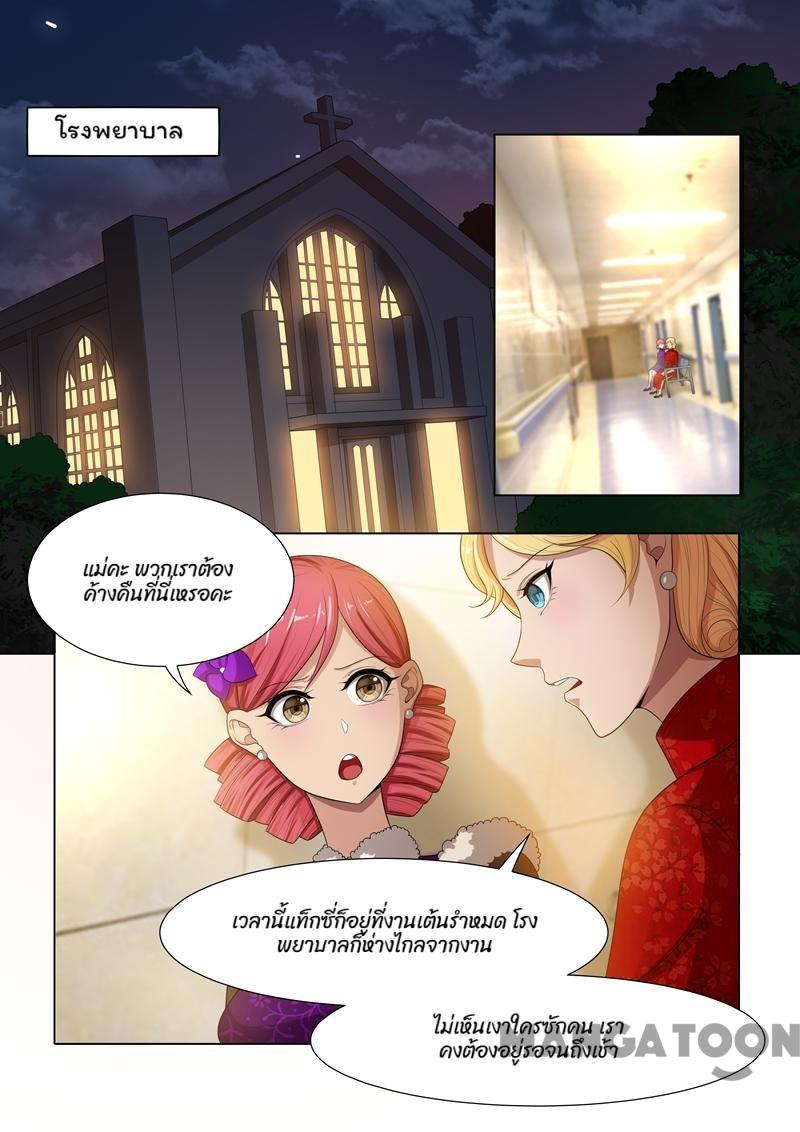 โรงพยาบาล
แม่คะ พวกเราต้อง
ค้างคืนที่นี่เหรอคะ
เวลานี้แท็กซี่ก็อยู่ที่งานเต้นรำหมด โรง
พยาบาลก็ห่างไกลจากงาน
ไม่เห็นเงาใครซักคน เรา
คงต้องอยู่รอจนถึงเช้า
MANGATOON